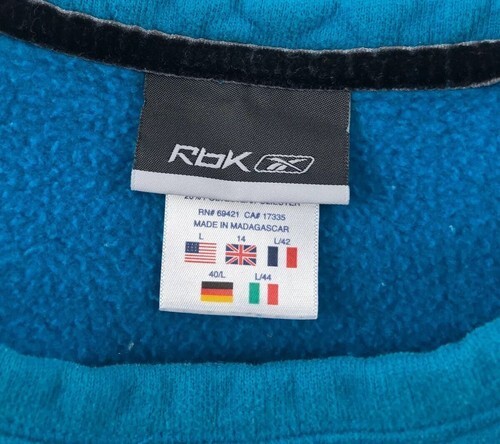 Rbk
RN# 69421 CA# 17335
MADE IN MADAGASCAR
L 14 L/42
40/L L/44